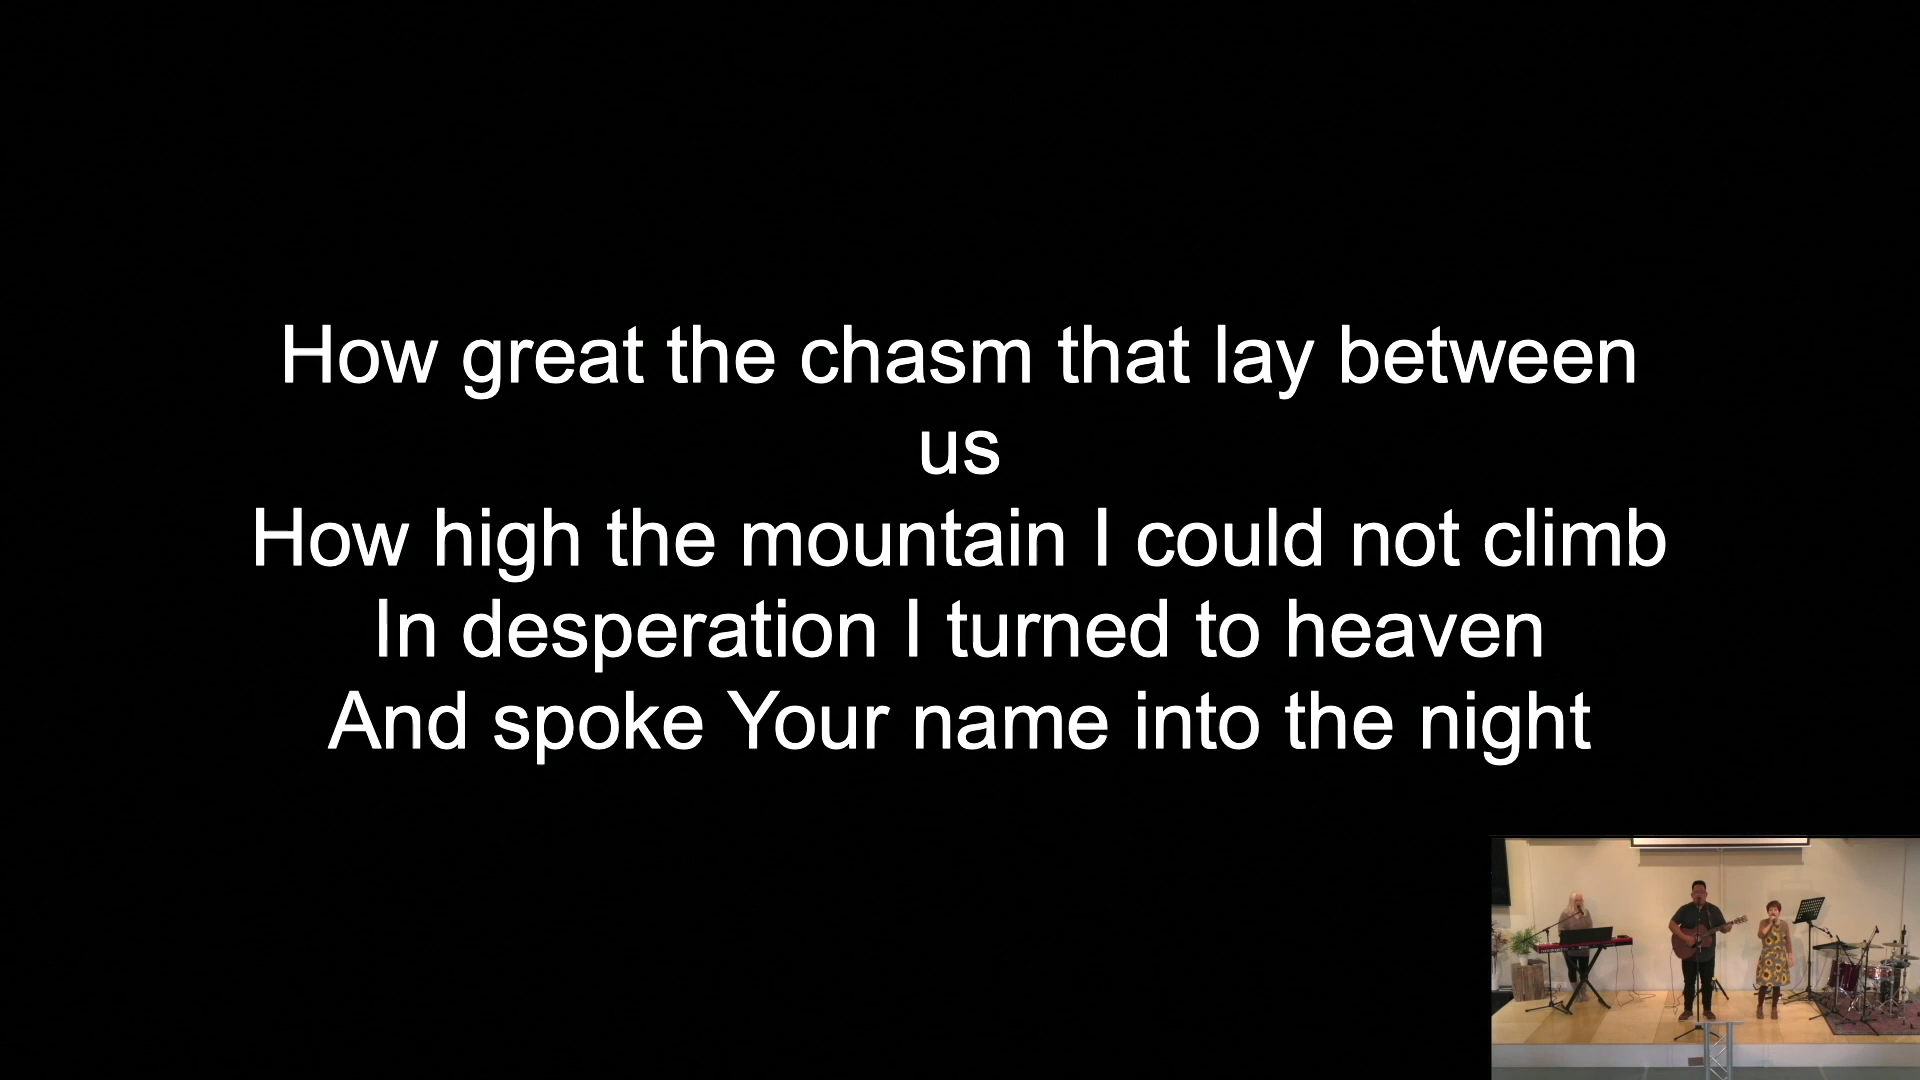 How great the chasm that lay between
us
How high the mountain I could not climb
In desperation I turned to heaven
And spoke Your name into the night